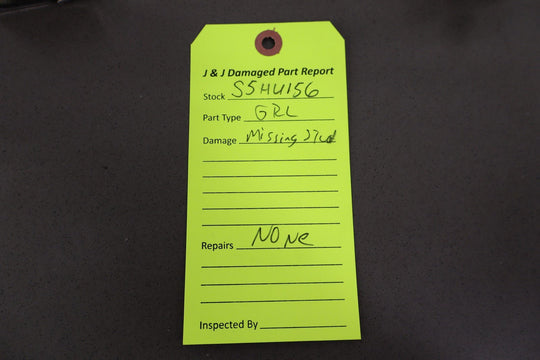 J & J Damaged Part Report
Stock S5HU156
Part Type GRL
Damage Missing Stud
Repairs NONe
Inspected By